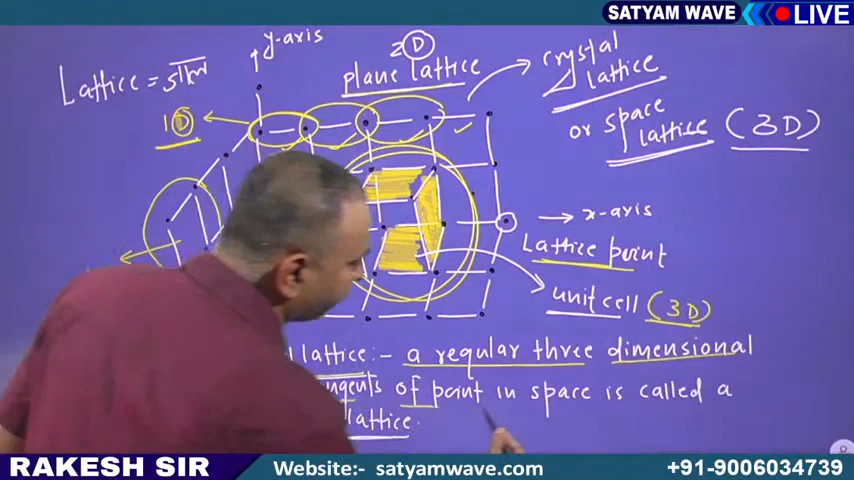 SATYAM WAVE LIVE
y-axis
Lattice = जाल
2D
plane lattice
crystal
lattice
or space
lattice (3D)
1D
x-axis
Lattice point
unit cell (3D)
lattice:- a regular three dimensional
of point in space is called a
lattice.
RAKESH SIR Website:- satyamwave.com +91-9006034739